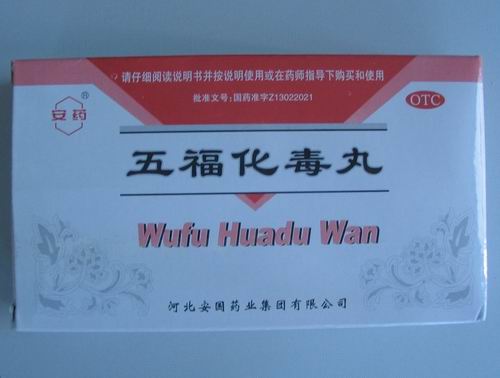 请仔细阅读说明书并按说明使用或在药师指导下购买和使用
批准文号：国药准字Z13022021
安药
®
OTC
五福化毒丸
Wufu Huadu Wan
河北安国药业集团有限公司